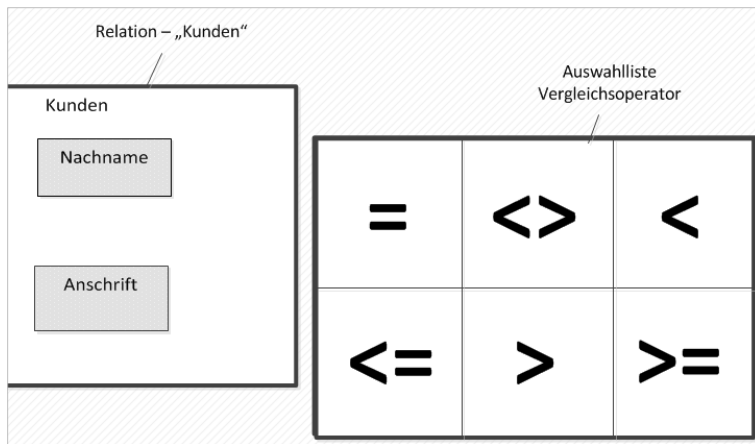 Relation – „Kunden“
Kunden
Nachname
Anschrift
Auswahlliste
Vergleichsoperator
= <> <
<= > >=